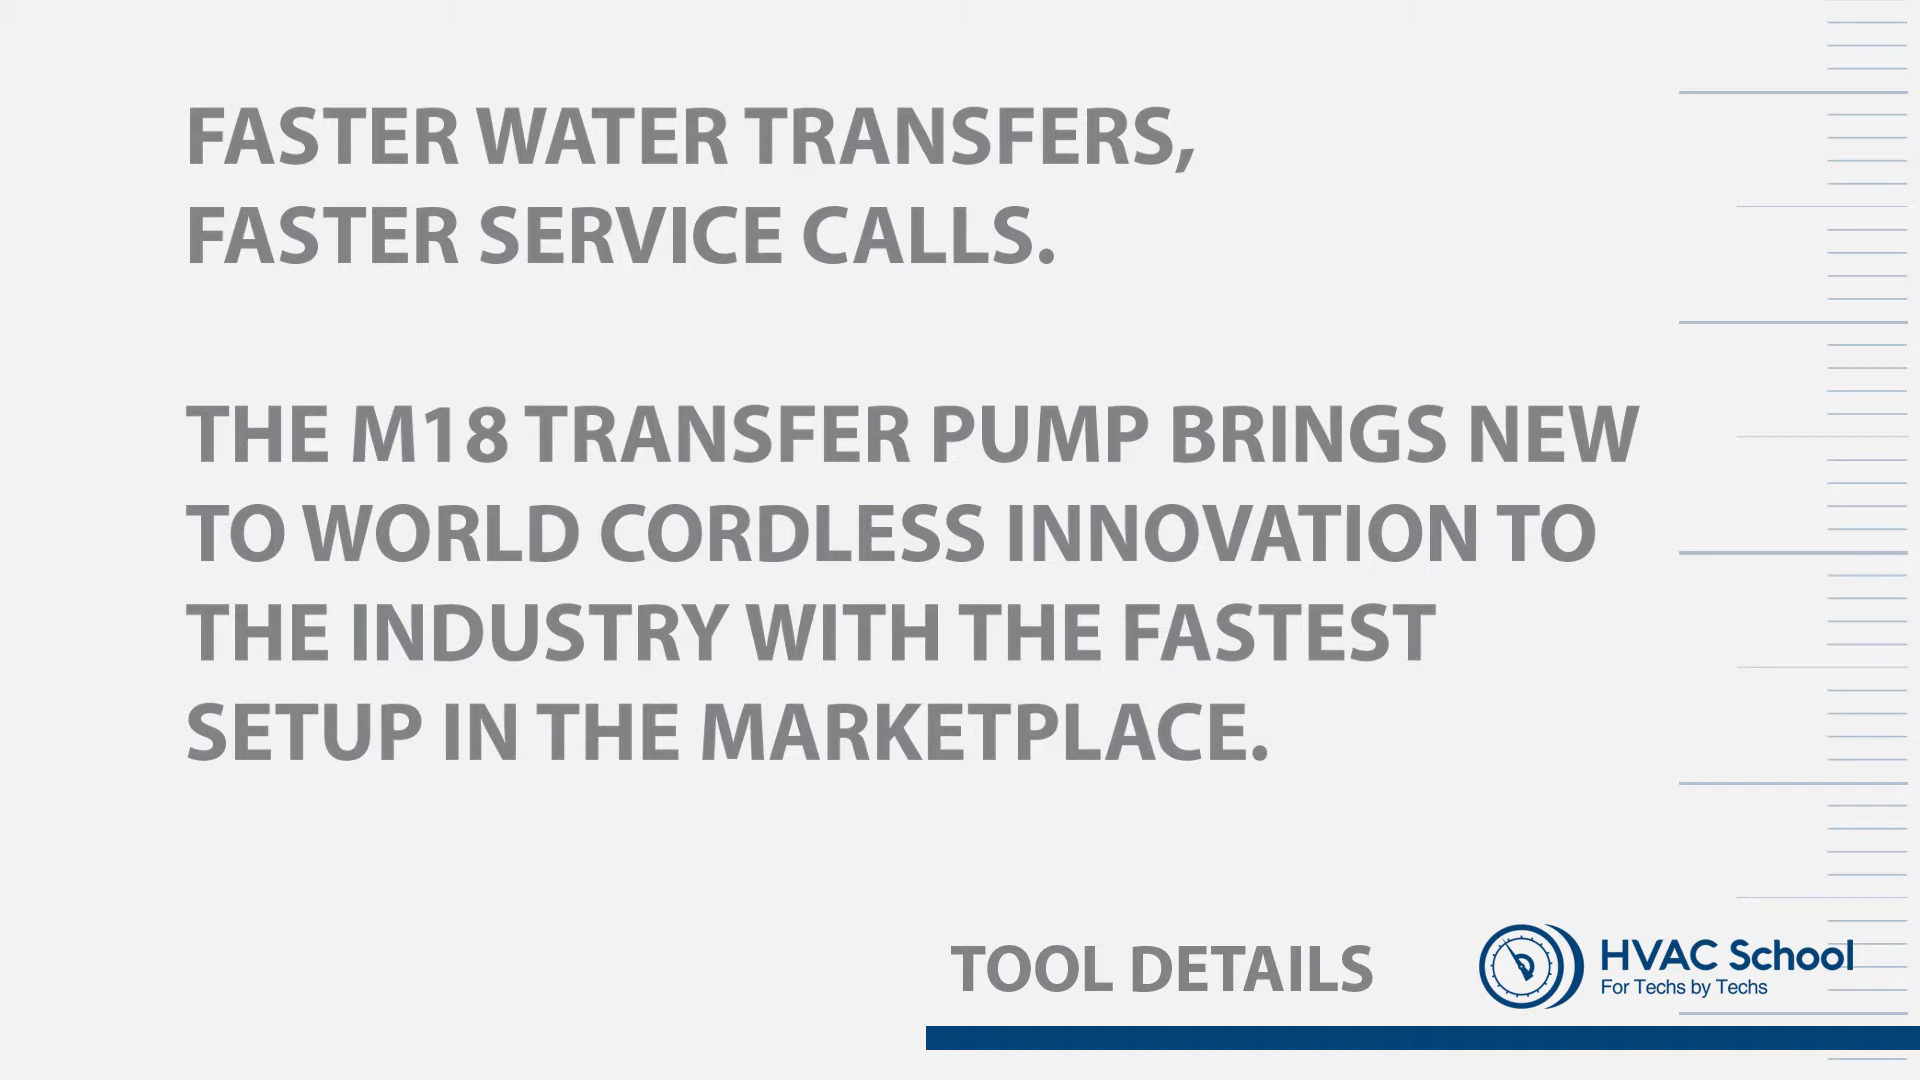 FASTER WATER TRANSFERS,
FASTER SERVICE CALLS.
THE M18 TRANSFER PUMP BRINGS NEW
TO WORLD CORDLESS INNOVATION TO
THE INDUSTRY WITH THE FASTEST
SETUP IN THE MARKETPLACE.
TOOL DETAILS
HVAC School
For Techs by Techs